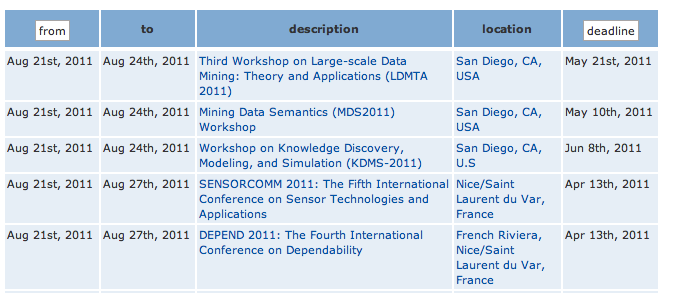 from to description location deadline
Aug 21st, 2011 Aug 24th, 2011 Third Workshop on Large-scale Data San Diego, CA, May 21st, 2011
Mining: Theory and Applications (LDMTA USA
2011)
Aug 21st, 2011 Aug 24th, 2011 Mining Data Semantics (MDS2011) San Diego, CA, May 10th, 2011
Workshop USA
Aug 21st, 2011 Aug 24th, 2011 Workshop on Knowledge Discovery, San Diego, CA, Jun 8th, 2011
Modeling, and Simulation (KDMS-2011) U.S
Aug 21st, 2011 Aug 27th, 2011 SENSORCOMM 2011: The Fifth International Nice/Saint Apr 13th, 2011
Conference on Sensor Technologies and Laurent du Var,
Applications France
Aug 21st, 2011 Aug 27th, 2011 DEPEND 2011: The Fourth International French Riviera, Apr 13th, 2011
Conference on Dependability Nice/Saint
Laurent du Var,
France